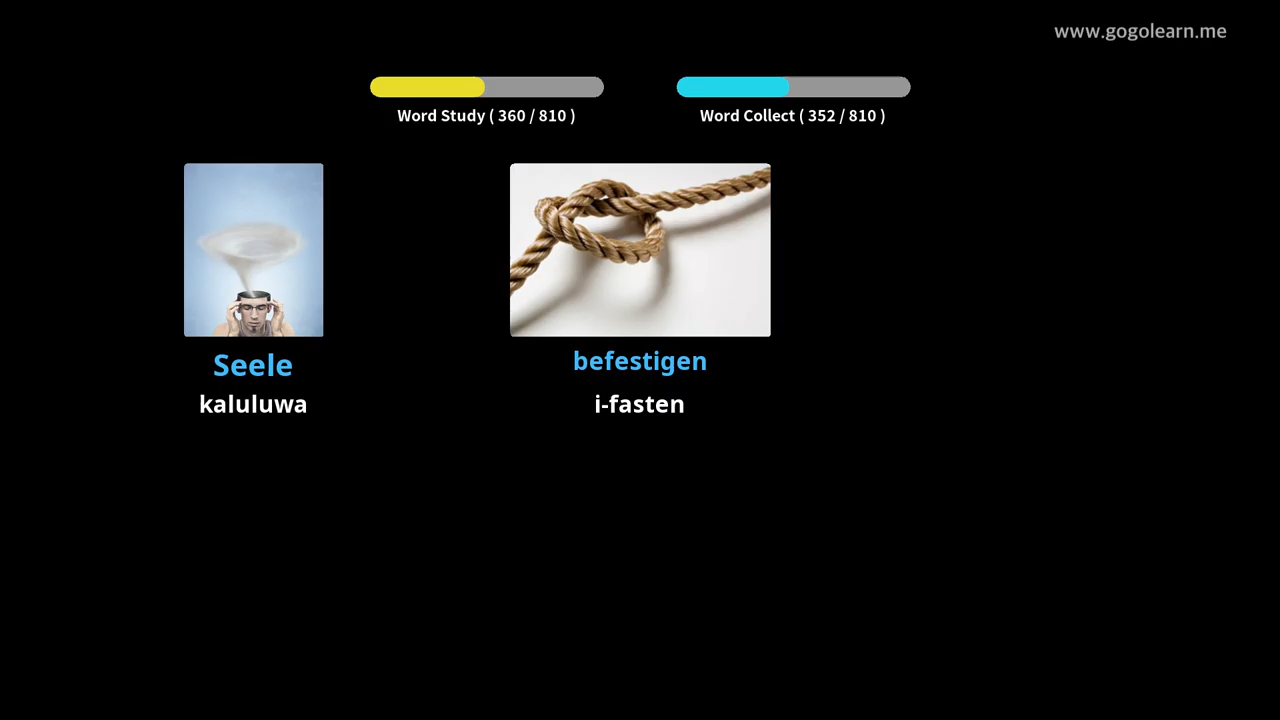 www.gogolearn.me
Word Study ( 360 / 810 )
Word Collect ( 352 / 810 )
Seele
kaluluwa
befestigen
i-fasten